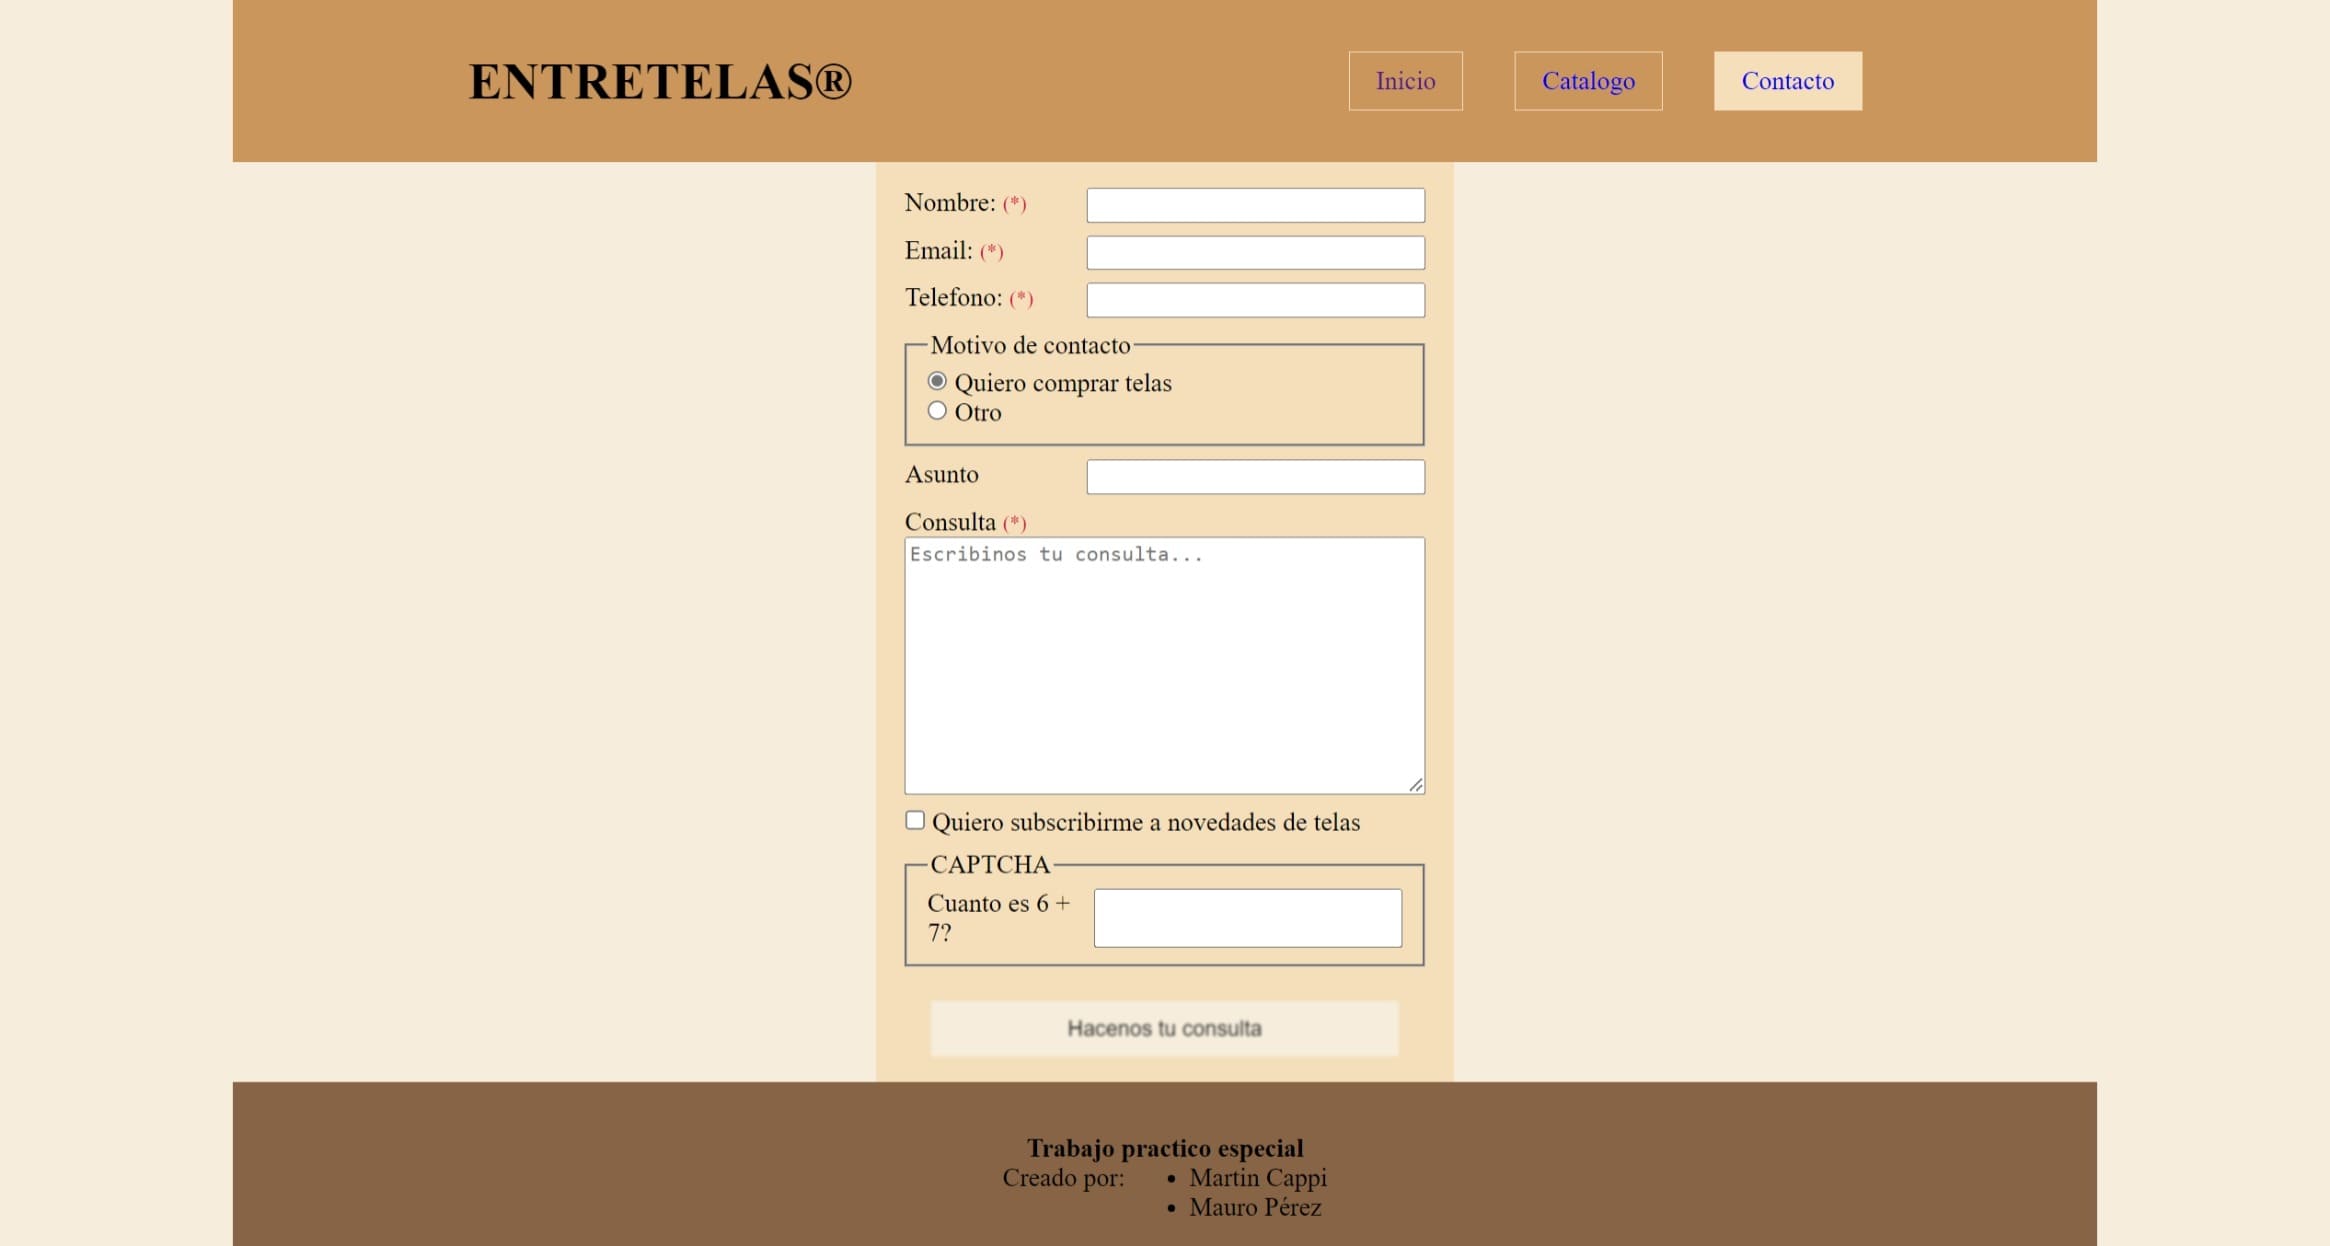 ENTRETELAS®
Inicio
Catalogo
Contacto
Nombre: (*)
Email: (*)
Telefono: (*)
Motivo de contacto
Quiero comprar telas
Otro
Asunto
Consulta (*)
Escribinos tu consulta...
Quiero subscribirme a novedades de telas
CAPTCHA
Cuanto es 6 +
7?
Hacenos tu consulta
Trabajo practico especial
Creado por:
• Martin Cappi
• Mauro Pérez